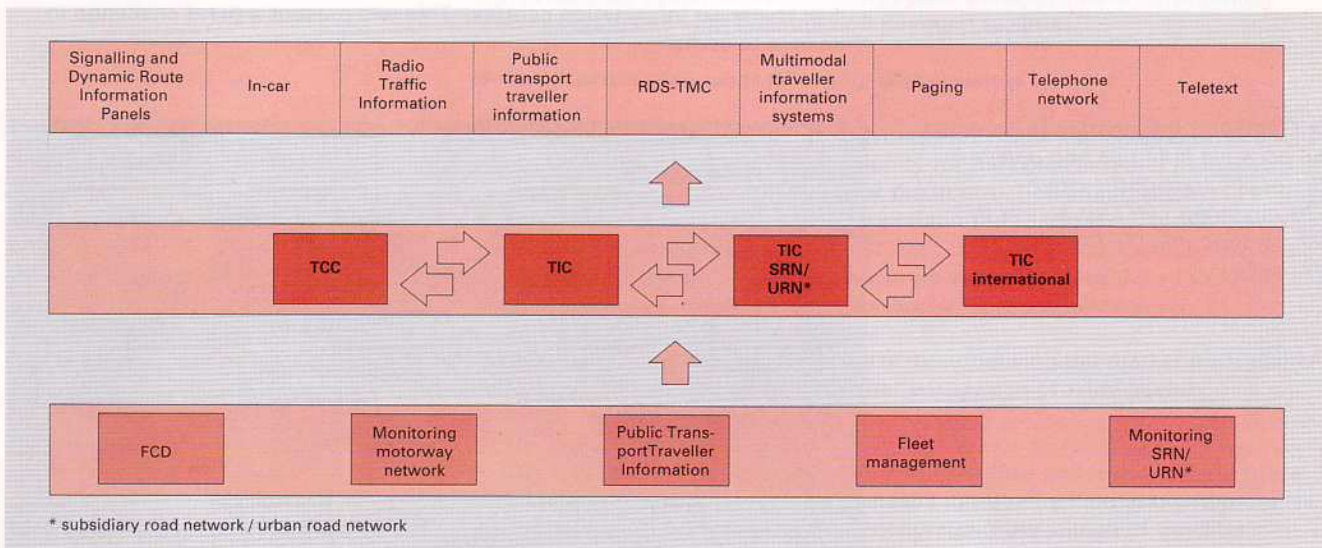 Signalling and
Dynamic Route
Information
Panels
In-car
Radio
Traffic
Information
Public
transport
traveller
information
RDS-TMC
Multimodal
traveller
information
systems
Paging
Telephone
network
Teletext
TCC
TIC
TIC
SRN/
URN*
TIC
international
FCD
Monitoring
motorway
network
Public Trans-
portTraveller
Information
Fleet
management
Monitoring
SRN/
URN*
* subsidiary road network / urban road network